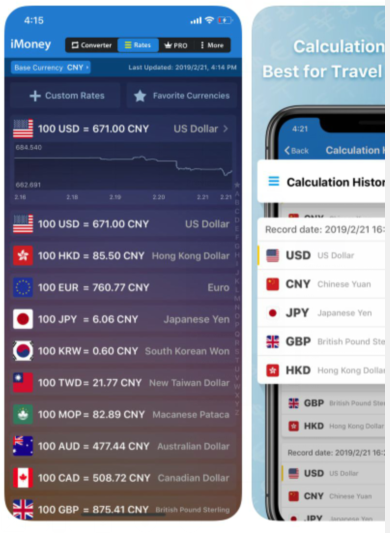 4:15
iMoney
Converter
Rates
PRO
More
Base Currency CNY
Last Updated: 2019/2/21, 4:14 PM
+ Custom Rates
Favorite Currencies
100 USD = 671.00 CNY US Dollar >
684.540
662.691
2.16 2.18 2.19 2.20 2.21 2.21
100 USD = 671.00 CNY US Dollar
100 HKD = 85.50 CNY Hong Kong Dollar
100 EUR = 760.77 CNY Euro
100 JPY = 6.06 CNY Japanese Yen
100 KRW = 0.60 CNY South Korean Won
100 TWD = 21.77 CNY New Taiwan Dollar
100 MOP = 82.89 CNY Macanese Pataca
100 AUD = 477.44 CNY Australian Dollar
100 CAD = 508.72 CNY Canadian Dollar
100 GBP = 875.41 CNY British Pound Sterling
Calculation
Best for Travel
4:21
<Back Calculation H
Calculation Histor
Record date: 2019/2/21 16:
USD US Dollar
CNY Chinese Yuan
JPY Japanese Yen
GBP British Pound Ste
HKD Hong Kong Dollar
GBP British Pound Ste
HKD Hong Kong Dollar
Record date: 2019/2/21 16:
USD US Dollar
CNY Chinese Yuan
JPY Japanese Yen